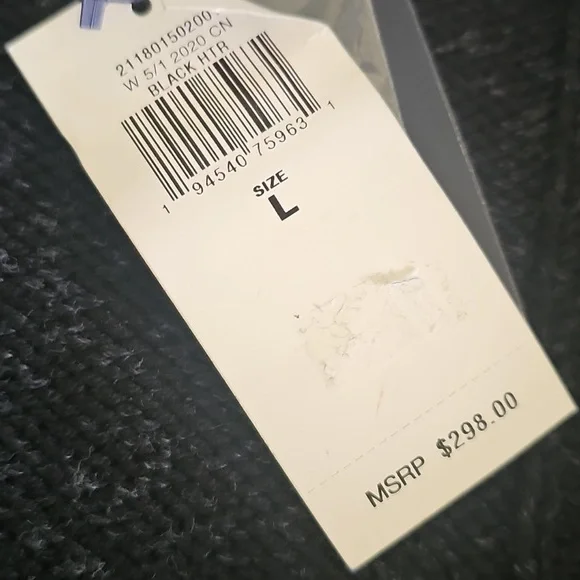 21180150200
W 5/1 2020 CN
BLACK HTR
1 94540 75963 1
SIZE
L
MSRP $298.00